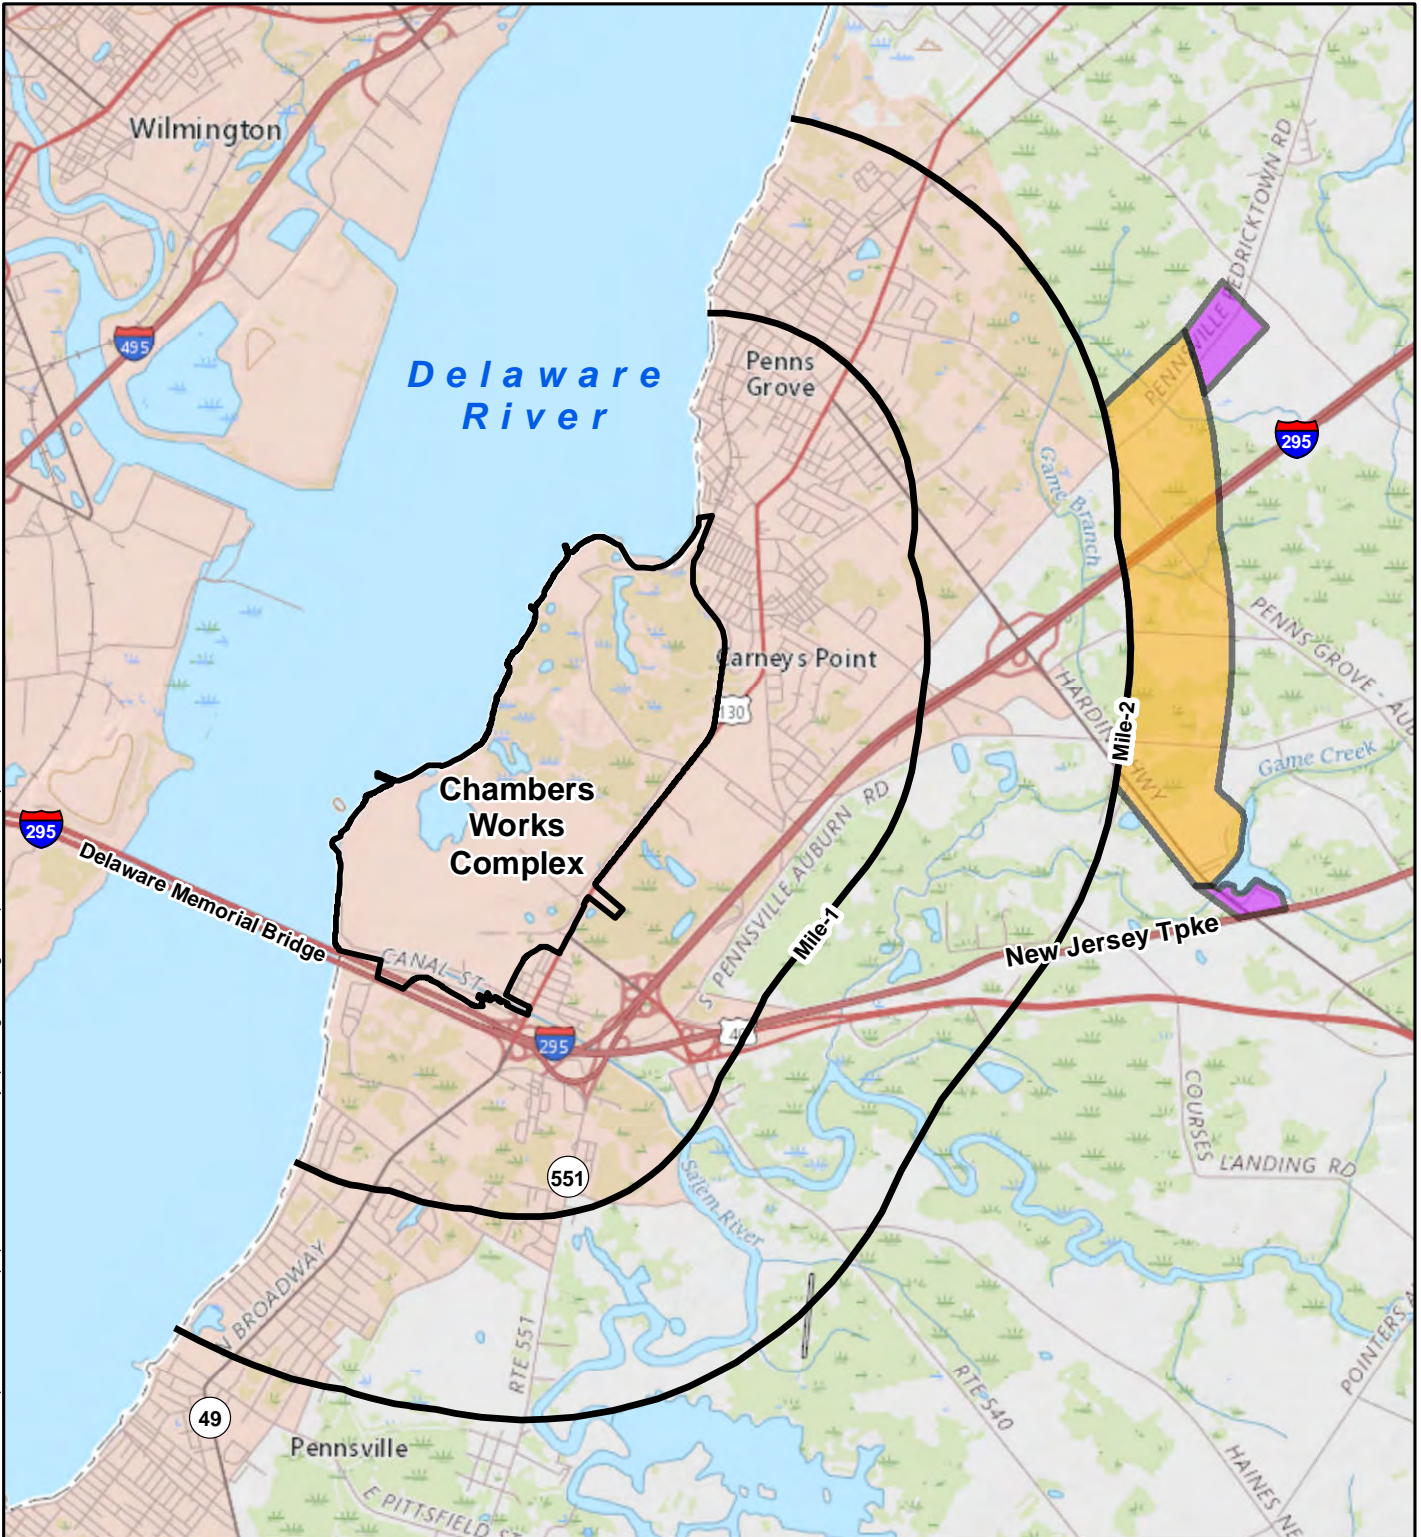 Wilmington
495
Delaware
River
Penns
Grove
PENNSVILLE PEDRICKTOWN RD
295
Game Branch
PENNS GROVE - AUB
Carneys Point
130
HARDING HWY
Mile-2
Game Creek
Chambers
Works
Complex
295
Delaware Memorial Bridge
CANAL ST
S PENNSVILLE AUBURN RD
Mile-1
New Jersey Tpke
295
40
COURSES
LANDING RD
551
Salem River
N BROADWAY
RTE 551
RTE 540
POINTERS A
49
Pennsville
E PITTSFIELD ST
HAINES N